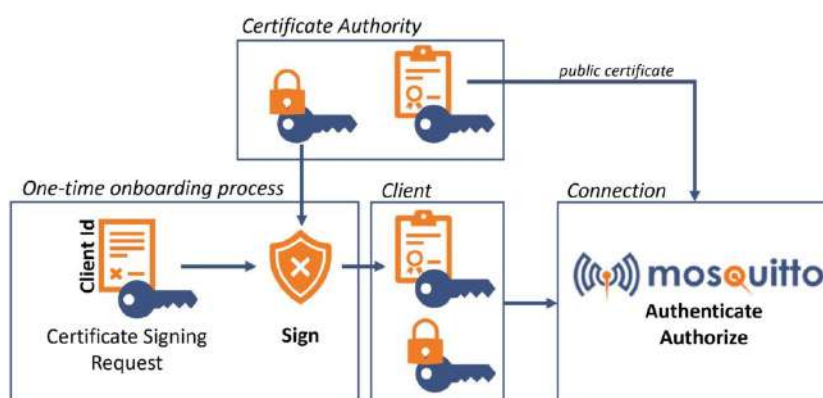 Certificate Authority
public certificate
One-time onboarding process
Client
Connection
Client Id
Certificate Signing
Request
Sign
mosquitto
Authenticate
Authorize